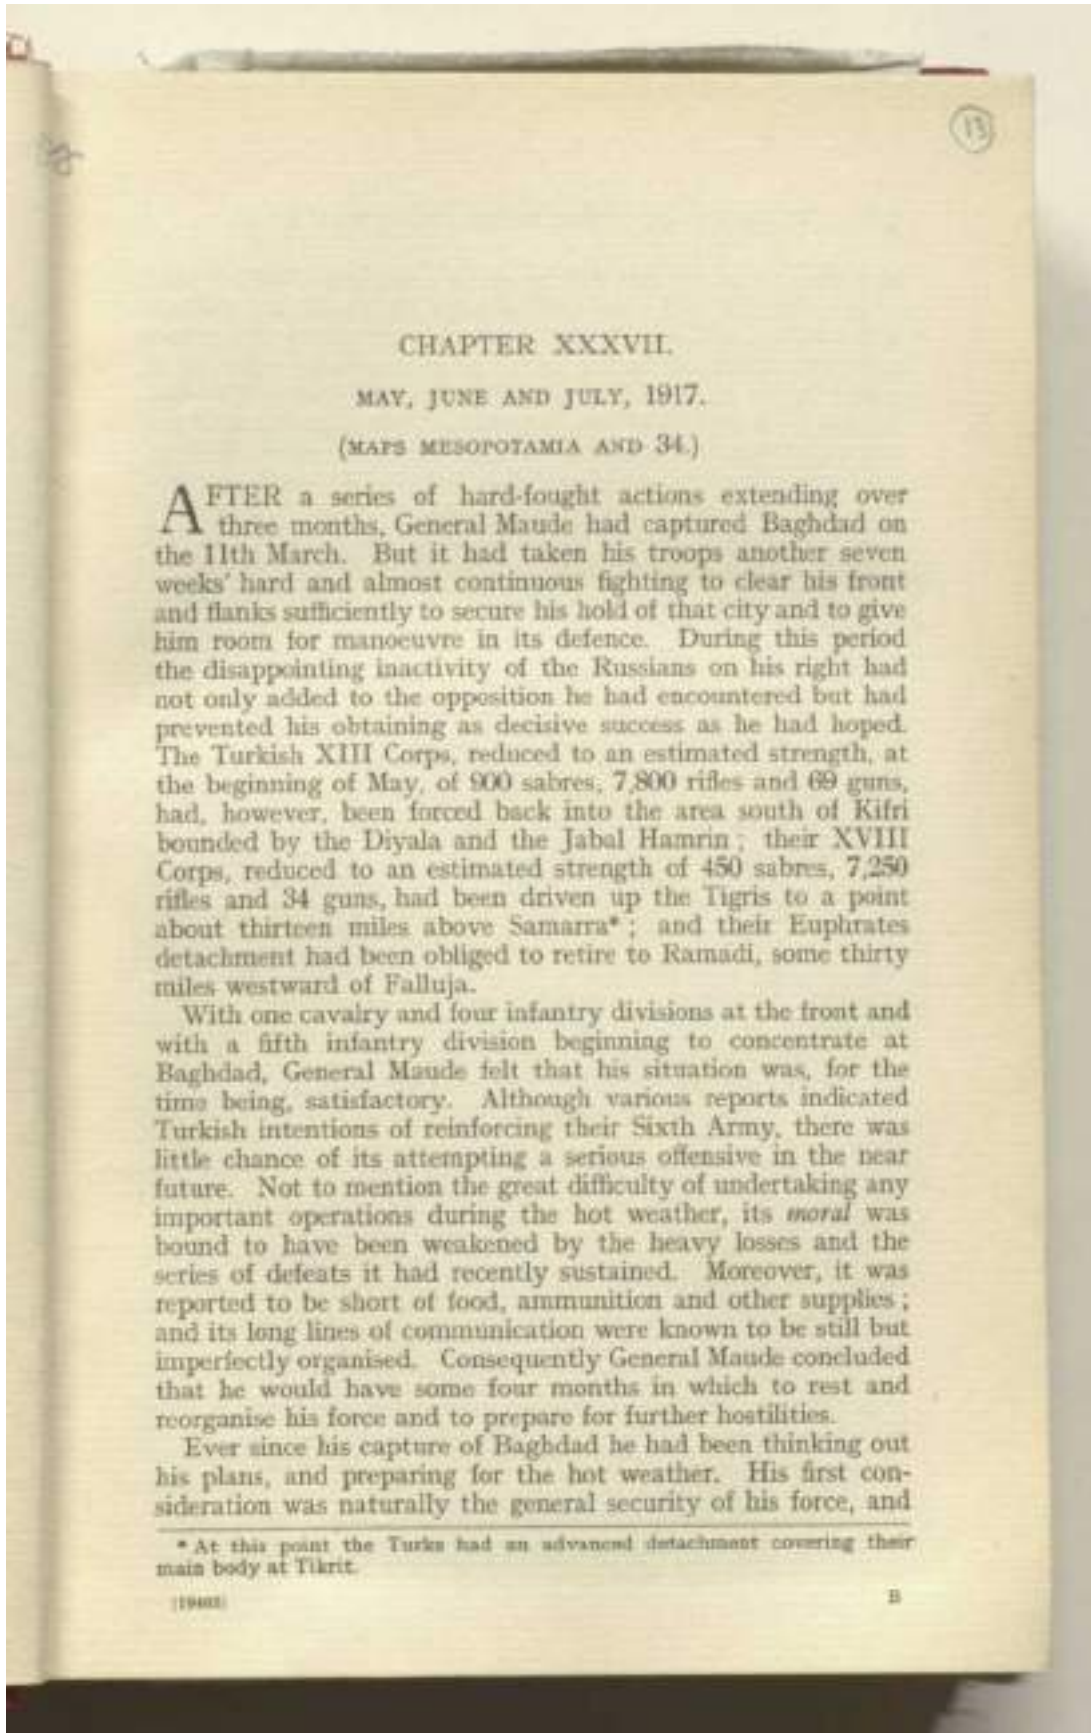 13
CHAPTER XXXVII.
MAY, JUNE AND JULY, 1917.
(MAPS MESOPOTAMIA AND 34.)
AFTER a series of hard-fought actions extending over
three months, General Maude had captured Baghdad on
the 11th March. But it had taken his troops another seven
weeks' hard and almost continuous fighting to clear his front
and flanks sufficiently to secure his hold of that city and to give
him room for manoeuvre in its defence. During this period
the disappointing inactivity of the Russians on his right had
not only added to the opposition he had encountered but had
prevented his obtaining as decisive success as he had hoped.
The Turkish XIII Corps, reduced to an estimated strength, at
the beginning of May, of 900 sabres, 7,800 rifles and 69 guns,
had, however, been forced back into the area south of Kifri
bounded by the Diyala and the Jabal Hamrin; their XVIII
Corps, reduced to an estimated strength of 450 sabres, 7,250
rifles and 34 guns, had been driven up the Tigris to a point
about thirteen miles above Samarra*; and their Euphrates
detachment had been obliged to retire to Ramadi, some thirty
miles westward of Falluja.
With one cavalry and four infantry divisions at the front and
with a fifth infantry division beginning to concentrate at
Baghdad, General Maude felt that his situation was, for the
time being, satisfactory. Although various reports indicated
Turkish intentions of reinforcing their Sixth Army, there was
little chance of its attempting a serious offensive in the near
future. Not to mention the great difficulty of undertaking any
important operations during the hot weather, its moral was
bound to have been weakened by the heavy losses and the
series of defeats it had recently sustained. Moreover, it was
reported to be short of food, ammunition and other supplies;
and its long lines of communication were known to be still but
imperfectly organised. Consequently General Maude concluded
that he would have some four months in which to rest and
reorganise his force and to prepare for further hostilities.
Ever since his capture of Baghdad he had been thinking out
his plans, and preparing for the hot weather. His first con-
sideration was naturally the general security of his force, and
* At this point the Turks had an advanced detachment covering their
main body at Tikrit.
B